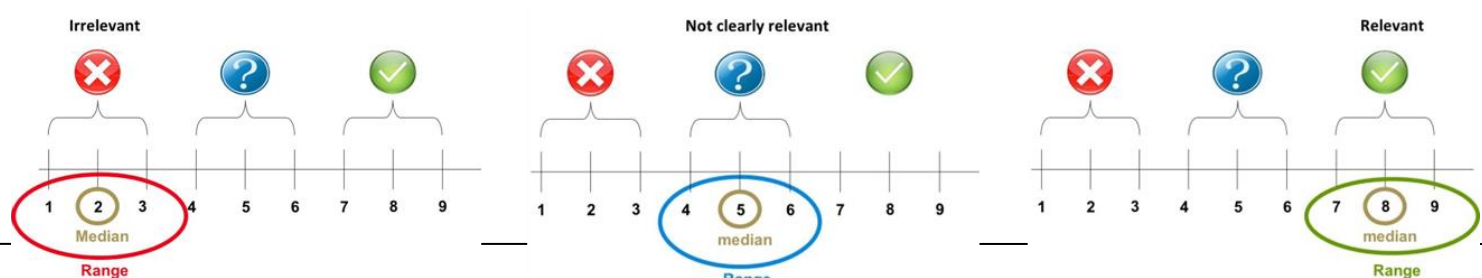 Irrelevant
?
1 2 3 4 5 6 7 8 9
Median
Range
Not clearly relevant
?
1 2 3 4 5 6 7 8 9
median
Range
Relevant
?
1 2 3 4 5 6 7 8 9
median
Range